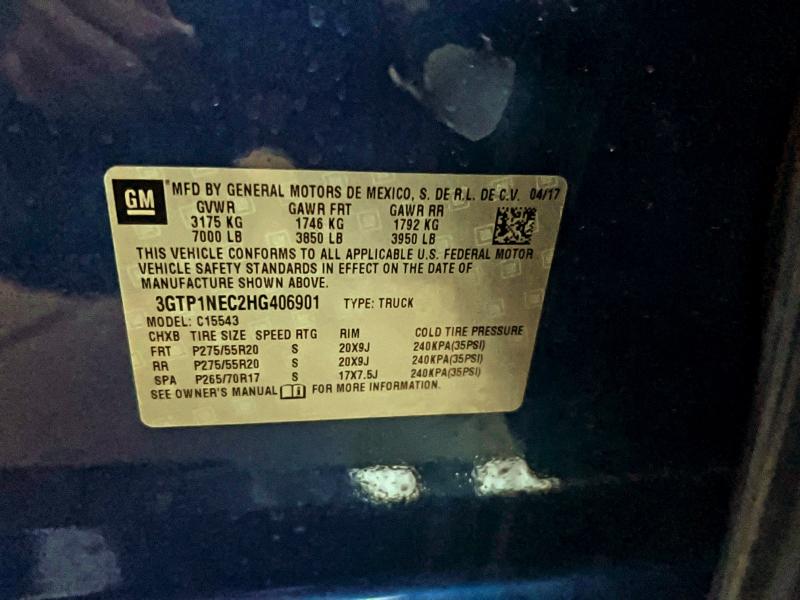 GM MFD BY GENERAL MOTORS DE MEXICO, S. DE R.L. DE C.V. 04/17
GVWR GAWR FRT GAWR RR
3175 KG 1746 KG 1792 KG
7000 LB 3850 LB 3950 LB
THIS VEHICLE CONFORMS TO ALL APPLICABLE U.S. FEDERAL MOTOR
VEHICLE SAFETY STANDARDS IN EFFECT ON THE DATE OF
MANUFACTURE SHOWN ABOVE.
3GTP1NEC2HG406901 TYPE: TRUCK
MODEL: C15543
CHXB TIRE SIZE SPEED RTG RIM COLD TIRE PRESSURE
FRT P275/55R20 S 20X9J 240KPA(35PSI)
RR P275/55R20 S 20X9J 240KPA(35PSI)
SPA P265/70R17 S 17X7.5J 240KPA(35PSI)
SEE OWNER'S MANUAL FOR MORE INFORMATION.